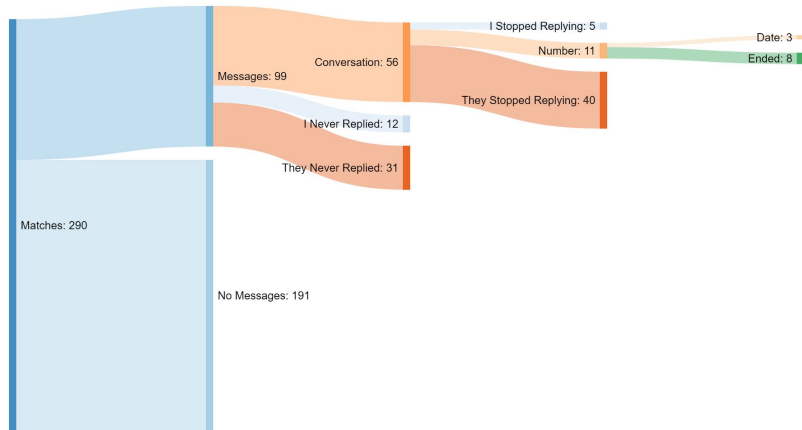 I Stopped Replying: 5
Date: 3
Number: 11
Ended: 8
Conversation: 56
Messages: 99
They Stopped Replying: 40
I Never Replied: 12
They Never Replied: 31
Matches: 290
No Messages: 191